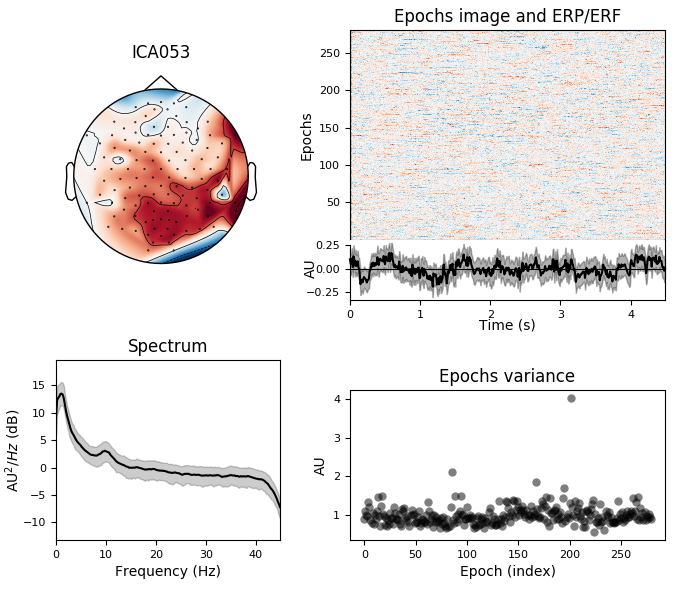 ICA053
Epochs image and ERP/ERF
Epochs
250
200
150
100
50
AU
0.25
0.00
−0.25
0 1 2 3 4
Time (s)
Spectrum
AU²/Hz (dB)
15
10
5
0
−5
−10
0 10 20 30 40
Frequency (Hz)
Epochs variance
AU
4
3
2
1
0 50 100 150 200 250
Epoch (index)